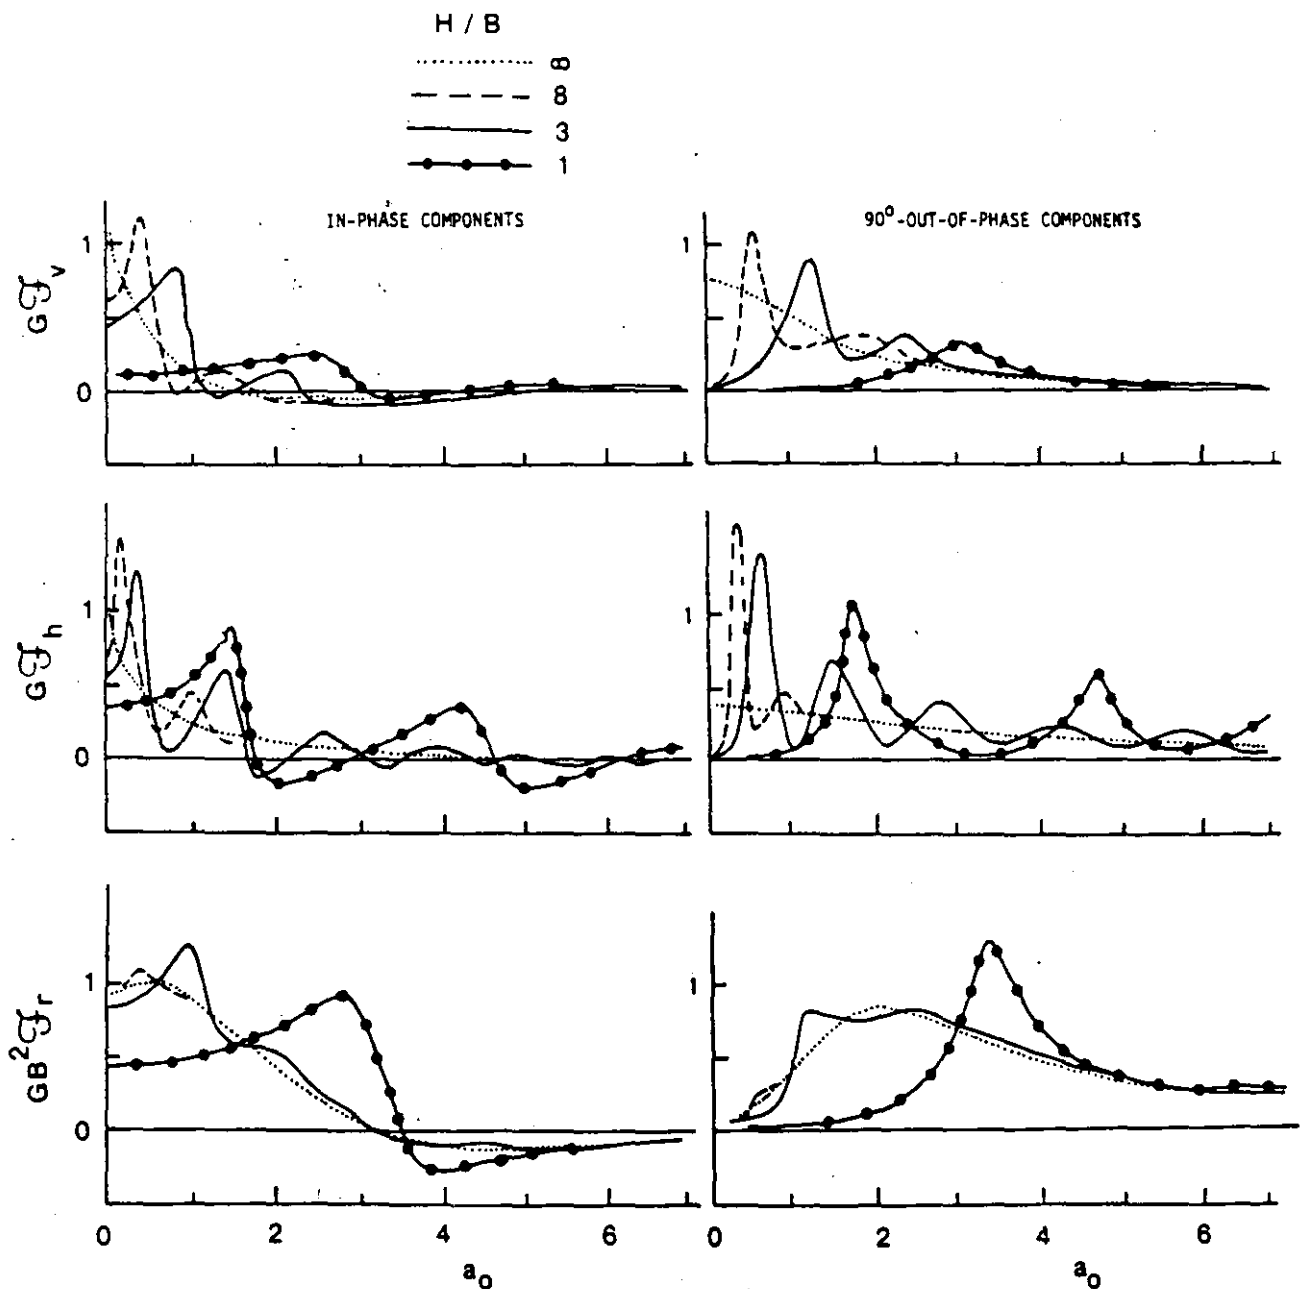 H / B
∞
8
3
1
IN-PHASE COMPONENTS
90°-OUT-OF-PHASE COMPONENTS
Gℱv
1
0
1
0
Gℱh
1
0
1
0
GB²ℱr
1
0
1
0
0 2 4 6
0 2 4 6
a₀
a₀